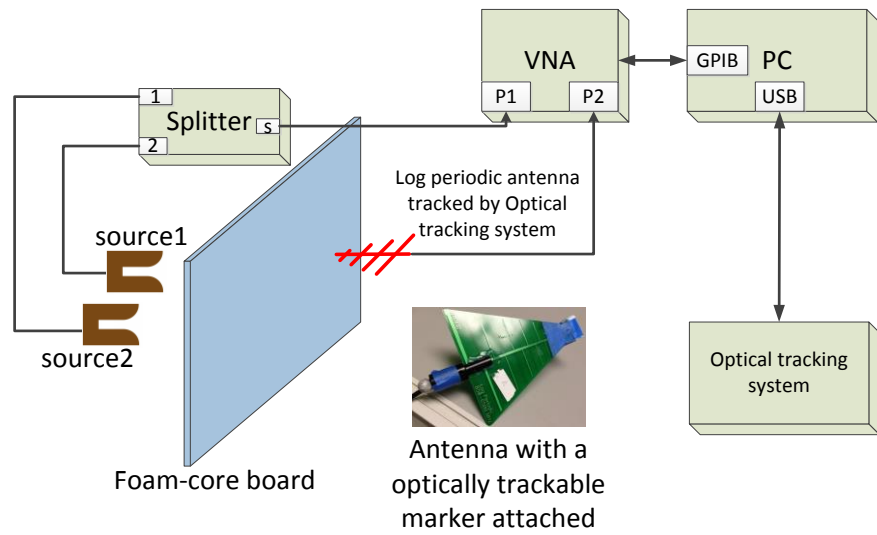 VNA
P1
P2
GPIB
PC
USB
1
Splitter
s
2
Log periodic antenna
tracked by Optical
tracking system
source1
source2
Optical tracking
system
Foam-core board
Antenna with a
optically trackable
marker attached